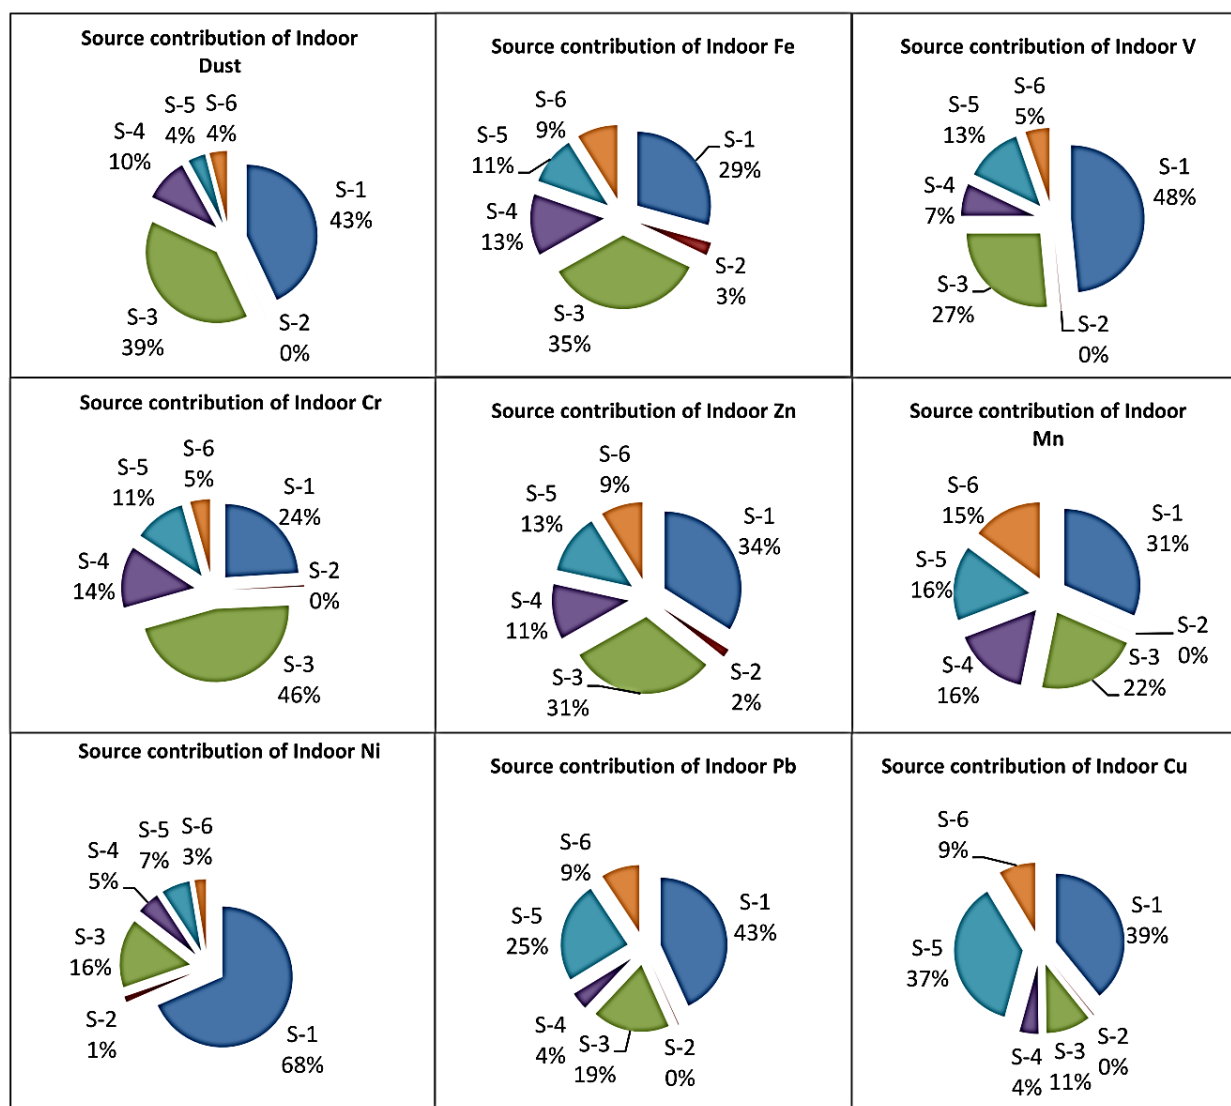 Source contribution of Indoor
Dust
S-6
4%
S-5
4%
S-4
10%
S-1
43%
S-3
39%
S-2
0%
Source contribution of Indoor Fe
S-6
9%
S-5
11%
S-1
29%
S-4
13%
S-2
3%
S-3
35%
Source contribution of Indoor V
S-6
5%
S-5
13%
S-1
48%
S-4
7%
S-3
27%
S-2
0%
Source contribution of Indoor Cr
S-6
5%
S-5
11%
S-1
24%
S-4
14%
S-2
0%
S-3
46%
Source contribution of Indoor Zn
S-6
9%
S-5
13%
S-1
34%
S-4
11%
S-3
31%
S-2
2%
Source contribution of Indoor
Mn
S-6
15%
S-1
31%
S-5
16%
S-2
0%
S-4
16%
S-3
22%
Source contribution of Indoor Ni
S-6
3%
S-5
7%
S-4
5%
S-3
16%
S-2
1%
S-1
68%
Source contribution of Indoor Pb
S-6
9%
S-1
43%
S-5
25%
S-4
4%
S-3
19%
S-2
0%
Source contribution of Indoor Cu
S-6
9%
S-1
39%
S-5
37%
S-4
4%
S-3
11%
S-2
0%